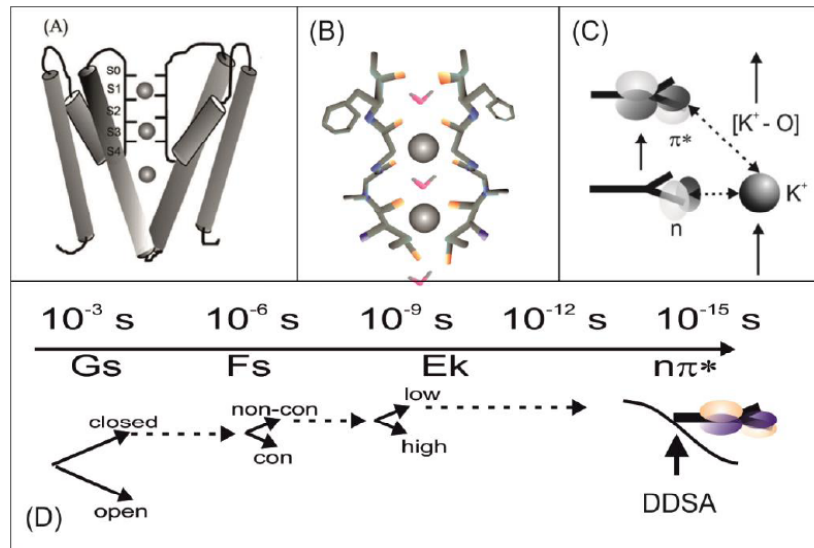 (A)
S0
S1
S2
S3
S4
(B)
(C)
π*
[K⁺ - O]
n
K⁺
10⁻³ s 10⁻⁶ s 10⁻⁹ s 10⁻¹² s 10⁻¹⁵ s
Gs Fs Ek nπ*
closed non-con low
con high
open
DDSA
(D)